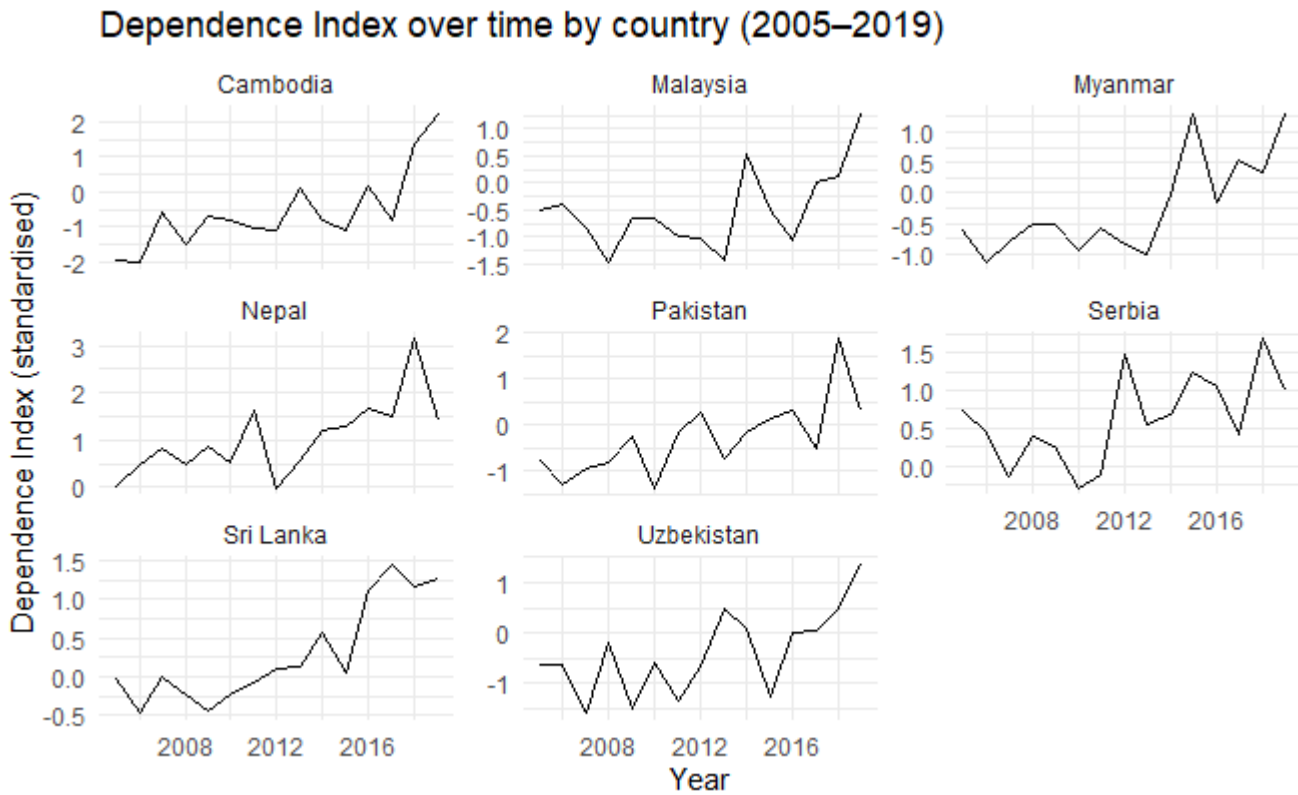 Dependence Index over time by country (2005–2019)
Dependence Index (standardised)
Cambodia
2
1
0
-1
-2
Malaysia
1.0
0.5
0.0
-0.5
-1.0
-1.5
Myanmar
1.0
0.5
0.0
-0.5
-1.0
Nepal
3
2
1
0
Pakistan
2
1
0
-1
Serbia
1.5
1.0
0.5
0.0
2008 2012 2016
Sri Lanka
1.5
1.0
0.5
0.0
-0.5
2008 2012 2016
Uzbekistan
1
0
-1
2008 2012 2016
Year